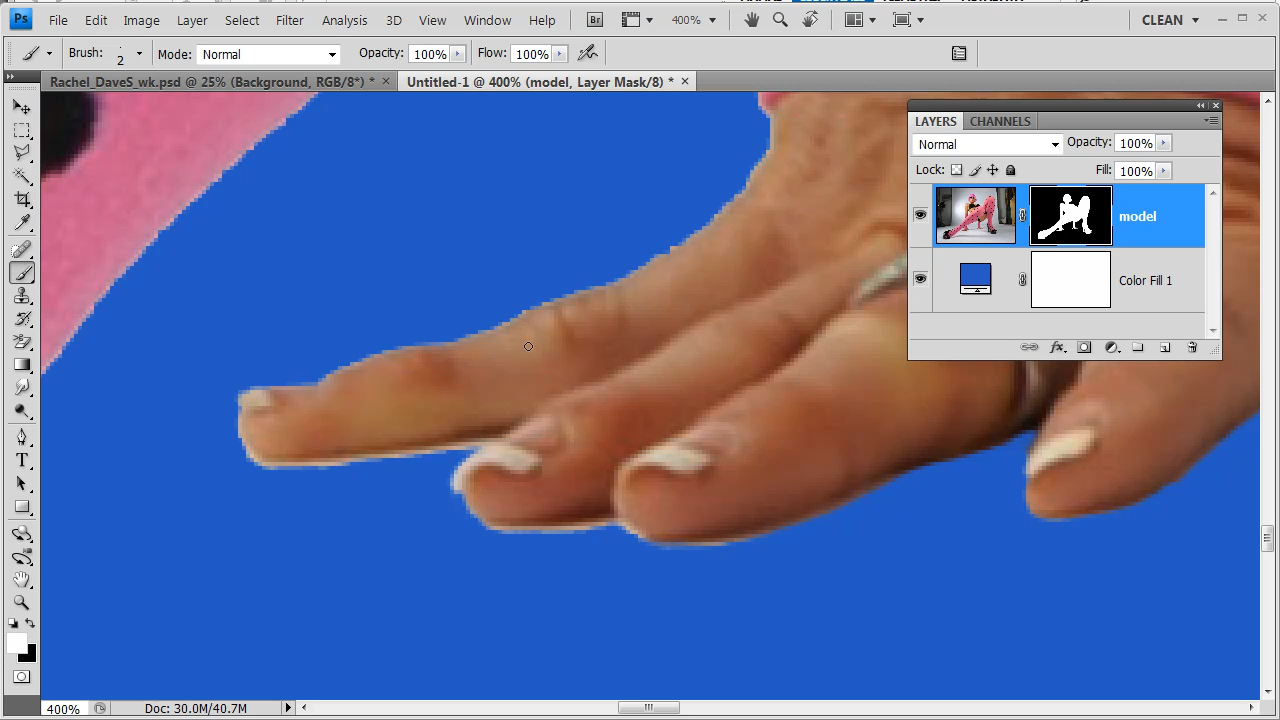 Ps File Edit Image Layer Select Filter Analysis 3D View Window Help Br 400% CLEAN
Brush: 2 Mode: Normal Opacity: 100% Flow: 100%
Rachel_DaveS_wk.psd @ 25% (Background, RGB/8*) * Untitled-1 @ 400% (model, Layer Mask/8) *
LAYERS CHANNELS
Normal Opacity: 100%
Lock: Fill: 100%
model
Color Fill 1
fx
T
400% Doc: 30.0M/40.7M